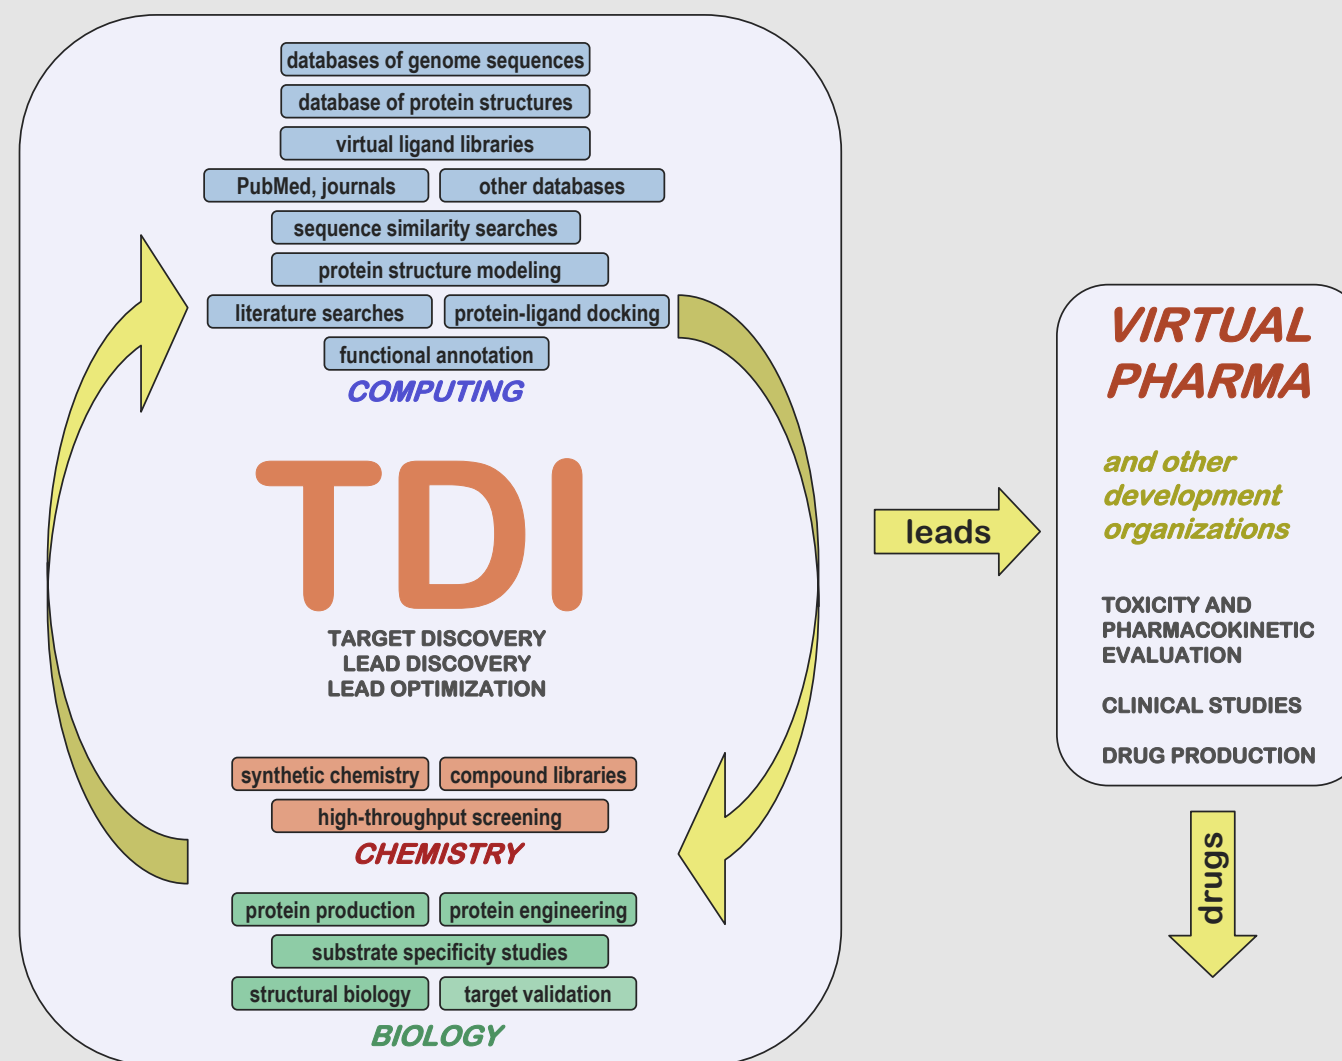 databases of genome sequences
database of protein structures
virtual ligand libraries
PubMed, journals
other databases
sequence similarity searches
protein structure modeling
literature searches
protein-ligand docking
functional annotation
COMPUTING
TDI
TARGET DISCOVERY
LEAD DISCOVERY
LEAD OPTIMIZATION
synthetic chemistry
compound libraries
high-throughput screening
CHEMISTRY
protein production
protein engineering
substrate specificity studies
structural biology
target validation
BIOLOGY
leads
VIRTUAL
PHARMA
and other
development
organizations
TOXICITY AND
PHARMACOKINETIC
EVALUATION
CLINICAL STUDIES
DRUG PRODUCTION
drugs